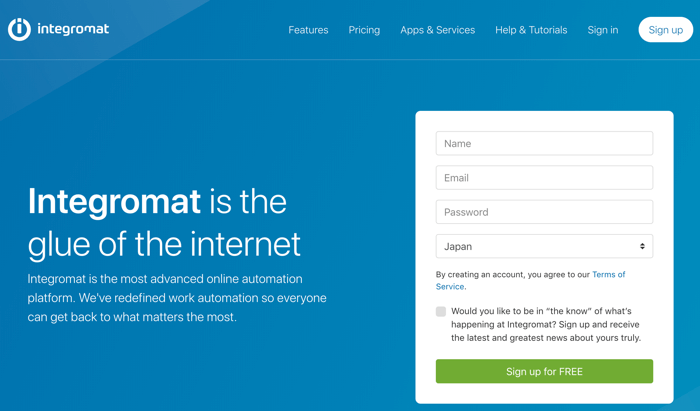 integromat
Features
Pricing
Apps & Services
Help & Tutorials
Sign in
Sign up
Integromat is the
glue of the internet
Integromat is the most advanced online automation
platform. We've redefined work automation so everyone
can get back to what matters the most.
Name
Email
Password
Japan
By creating an account, you agree to our Terms of
Service.
Would you like to be in “the know” of what's
happening at Integromat? Sign up and receive
the latest and greatest news about yours truly.
Sign up for FREE